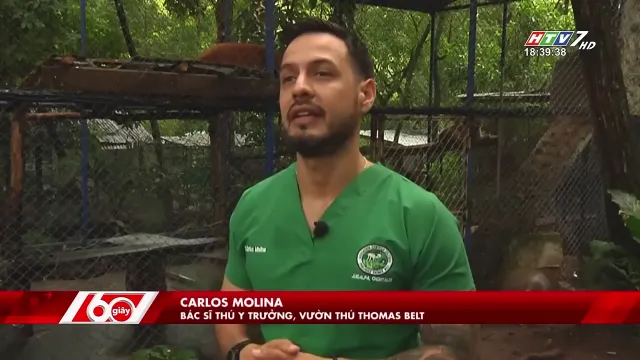 HTV7 HD
18:39:38
60 giây
CARLOS MOLINA
BÁC SĨ THÚ Y TRƯỞNG, VƯỜN THÚ THOMAS BELT